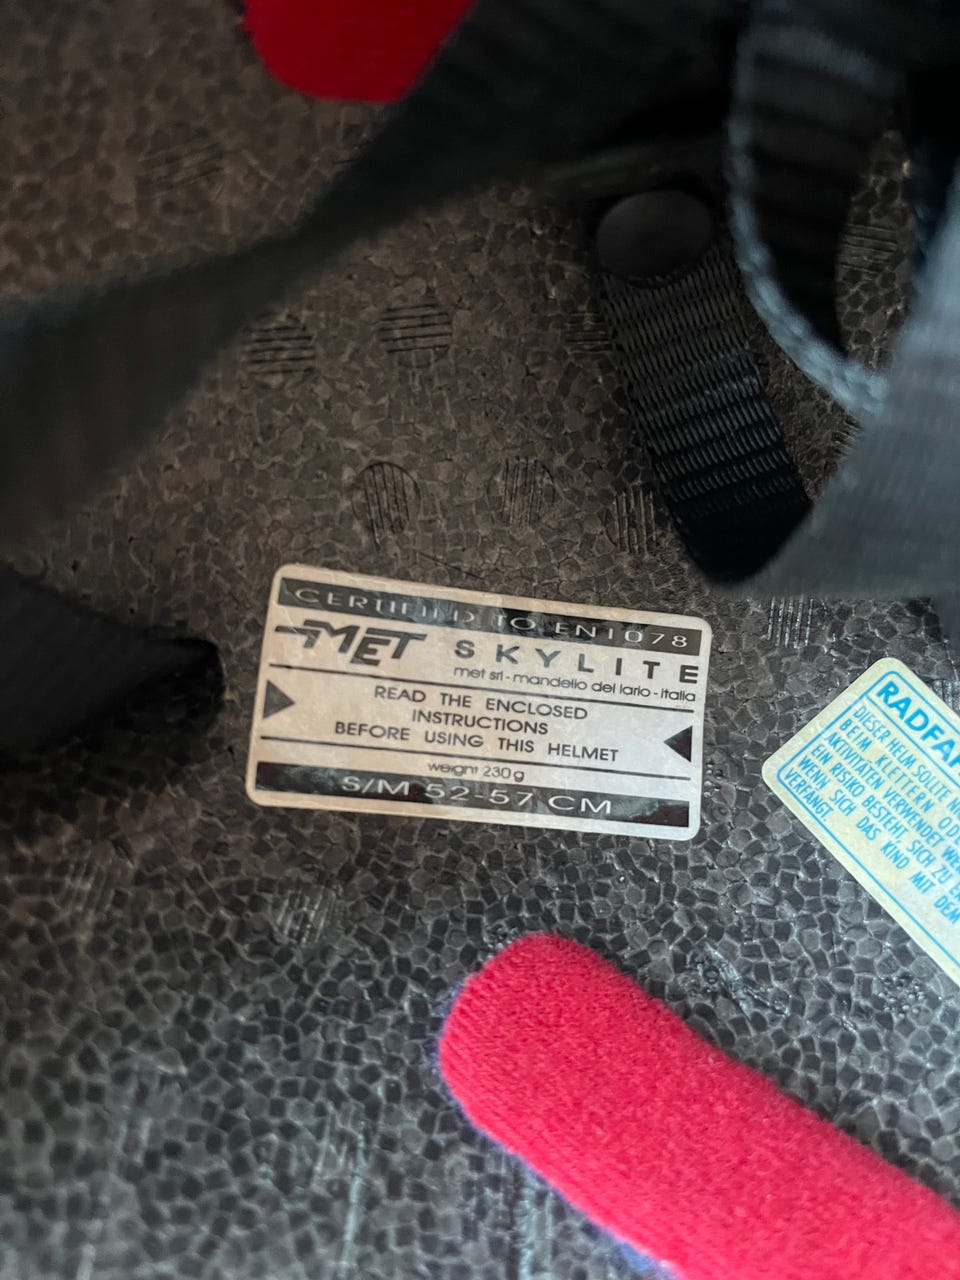 CERTIFIED TO EN1078
MET SKYLITE
met srl - mandello del lario - italia
READ THE ENCLOSED
INSTRUCTIONS
BEFORE USING THIS HELMET
weight 230g
S/M 52-57 CM
RADFA
DIESER HELM SOLLTE
BEIM KLETTERN OD
AKTIVITÄTEN VERWENDET WE
EIN RISIKO BESTEHT, SICH ZU
WENN SICH DAS KIND MIT DEM
VERFÄNGT.